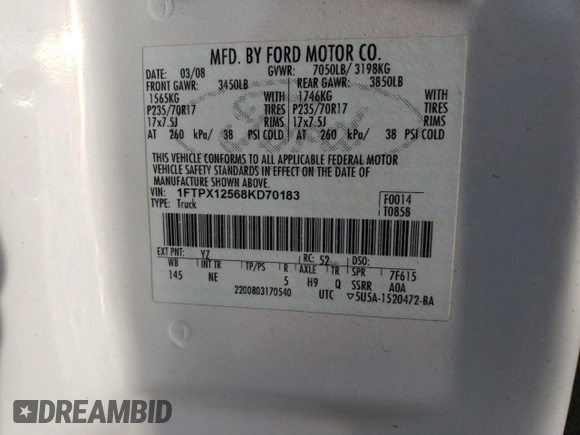 MFD. BY FORD MOTOR CO.
DATE: 03/08 GVWR: 7050LB/ 3198KG
FRONT GAWR: 3450LB REAR GAWR: 3850LB
1565KG WITH 1746KG WITH
P235/70R17 TIRES P235/70R17 TIRES
17x7.5J RIMS 17x7.5J RIMS
AT 260 kPa/ 38 PSI COLD AT 260 kPa/ 38 PSI COLD
THIS VEHICLE CONFORMS TO ALL APPLICABLE FEDERAL MOTOR
VEHICLE SAFETY STANDARDS IN EFFECT ON THE DATE OF
MANUFACTURE SHOWN ABOVE.
VIN: 1FTPX12568KD70183 F0014
TYPE: Truck T0858
EXT PNT: YZ RC: 52 DSO:
WB INT TR TP/PS R AXLE TR SPR 7F615
145 NE 5 H9 Q SSRR A0A
2200803170540 UTC ▽5U5A-1520472-BA
DREAMBID